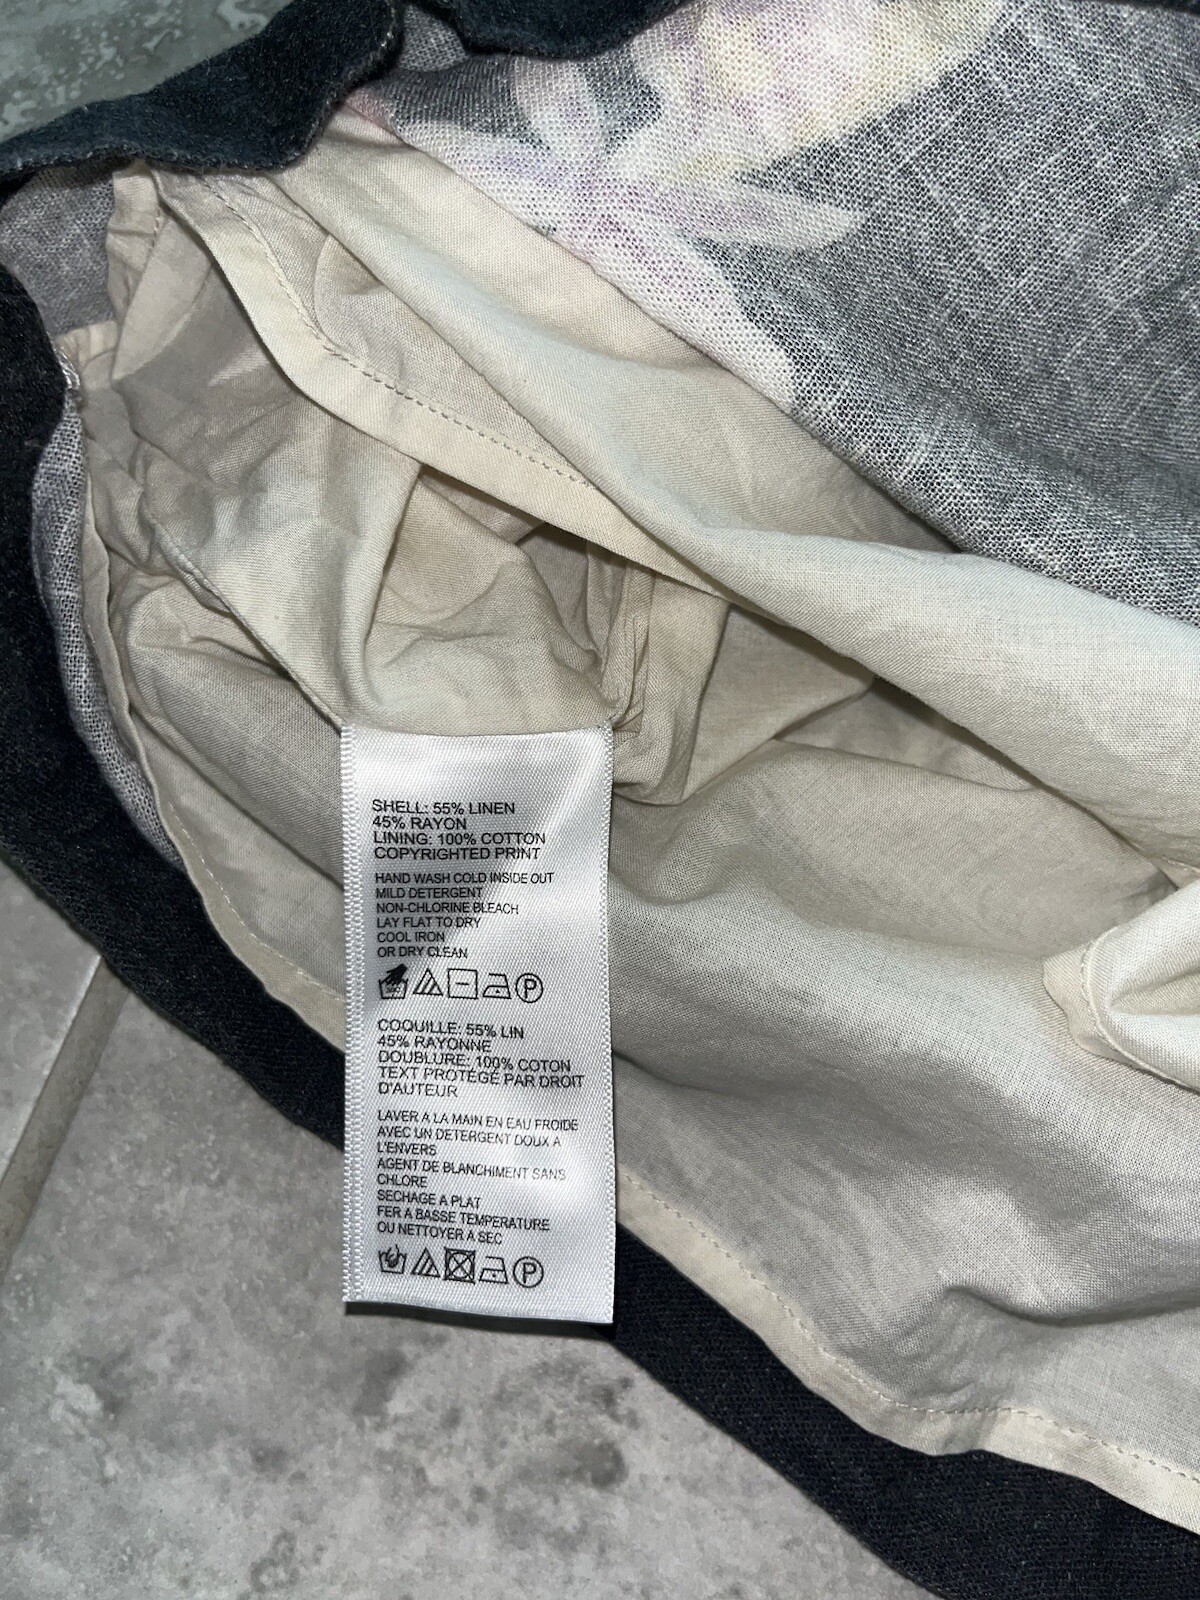 SHELL: 55% LINEN
45% RAYON
LINING: 100% COTTON
COPYRIGHTED PRINT
HAND WASH COLD INSIDE OUT
MILD DETERGENT
NON-CHLORINE BLEACH
LAY FLAT TO DRY
COOL IRON
OR DRY CLEAN
P
COQUILLE: 55% LIN
45% RAYONNE
DOUBLURE: 100% COTON
TEXT PROTÉGÉ PAR DROIT
D'AUTEUR
LAVER A LA MAIN EN EAU FROIDE
AVEC UN DETERGENT DOUX A
L'ENVERS
AGENT DE BLANCHIMENT SANS
CHLORE
SECHAGE A PLAT
FER A BASSE TEMPERATURE
OU NETTOYER A SEC
P